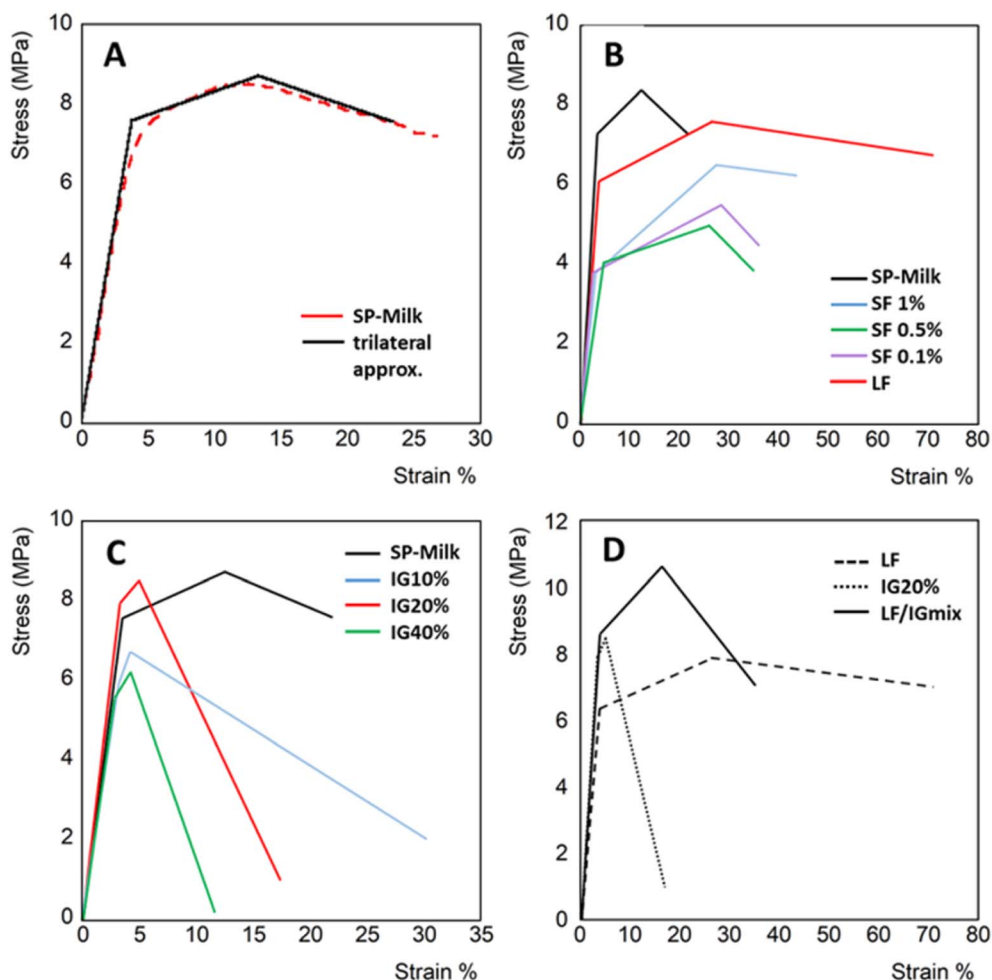 A
Stress (MPa)
10
8
6
4
2
0
0 5 10 15 20 25 30
Strain %
SP-Milk
trilateral
approx.
B
Stress (MPa)
10
8
6
4
2
0
0 10 20 30 40 50 60 70 80
Strain %
SP-Milk
SF 1%
SF 0.5%
SF 0.1%
LF
C
Stress (MPa)
10
8
6
4
2
0
0 5 10 15 20 25 30 35
Strain %
SP-Milk
IG10%
IG20%
IG40%
D
Stress (MPa)
12
10
8
6
4
2
0
0 10 20 30 40 50 60 70 80
Strain %
LF
IG20%
LF/IGmix